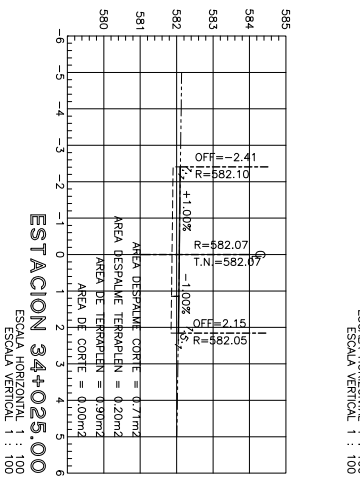 585
584
583
582
581
580
-6
-5
-4
-3
-2
-1
0
1
2
3
4
5
6
OFF=-2.41
R=582.10
+1.00%
R=582.07
T.N.=582.07
-1.00%
OFF=2.15
R=582.05
AREA DESPALME CORTE = 0.71m2
AREA DESPALME TERRAPLEN = 0.20m2
AREA DE TERRAPLEN = 0.90m2
AREA DE CORTE = 0.00m2
ESTACION 34+025.00
ESCALA HORIZONTAL 1 : 100
ESCALA VERTICAL 1 : 100
ESCALA VERTICAL 1 : 100